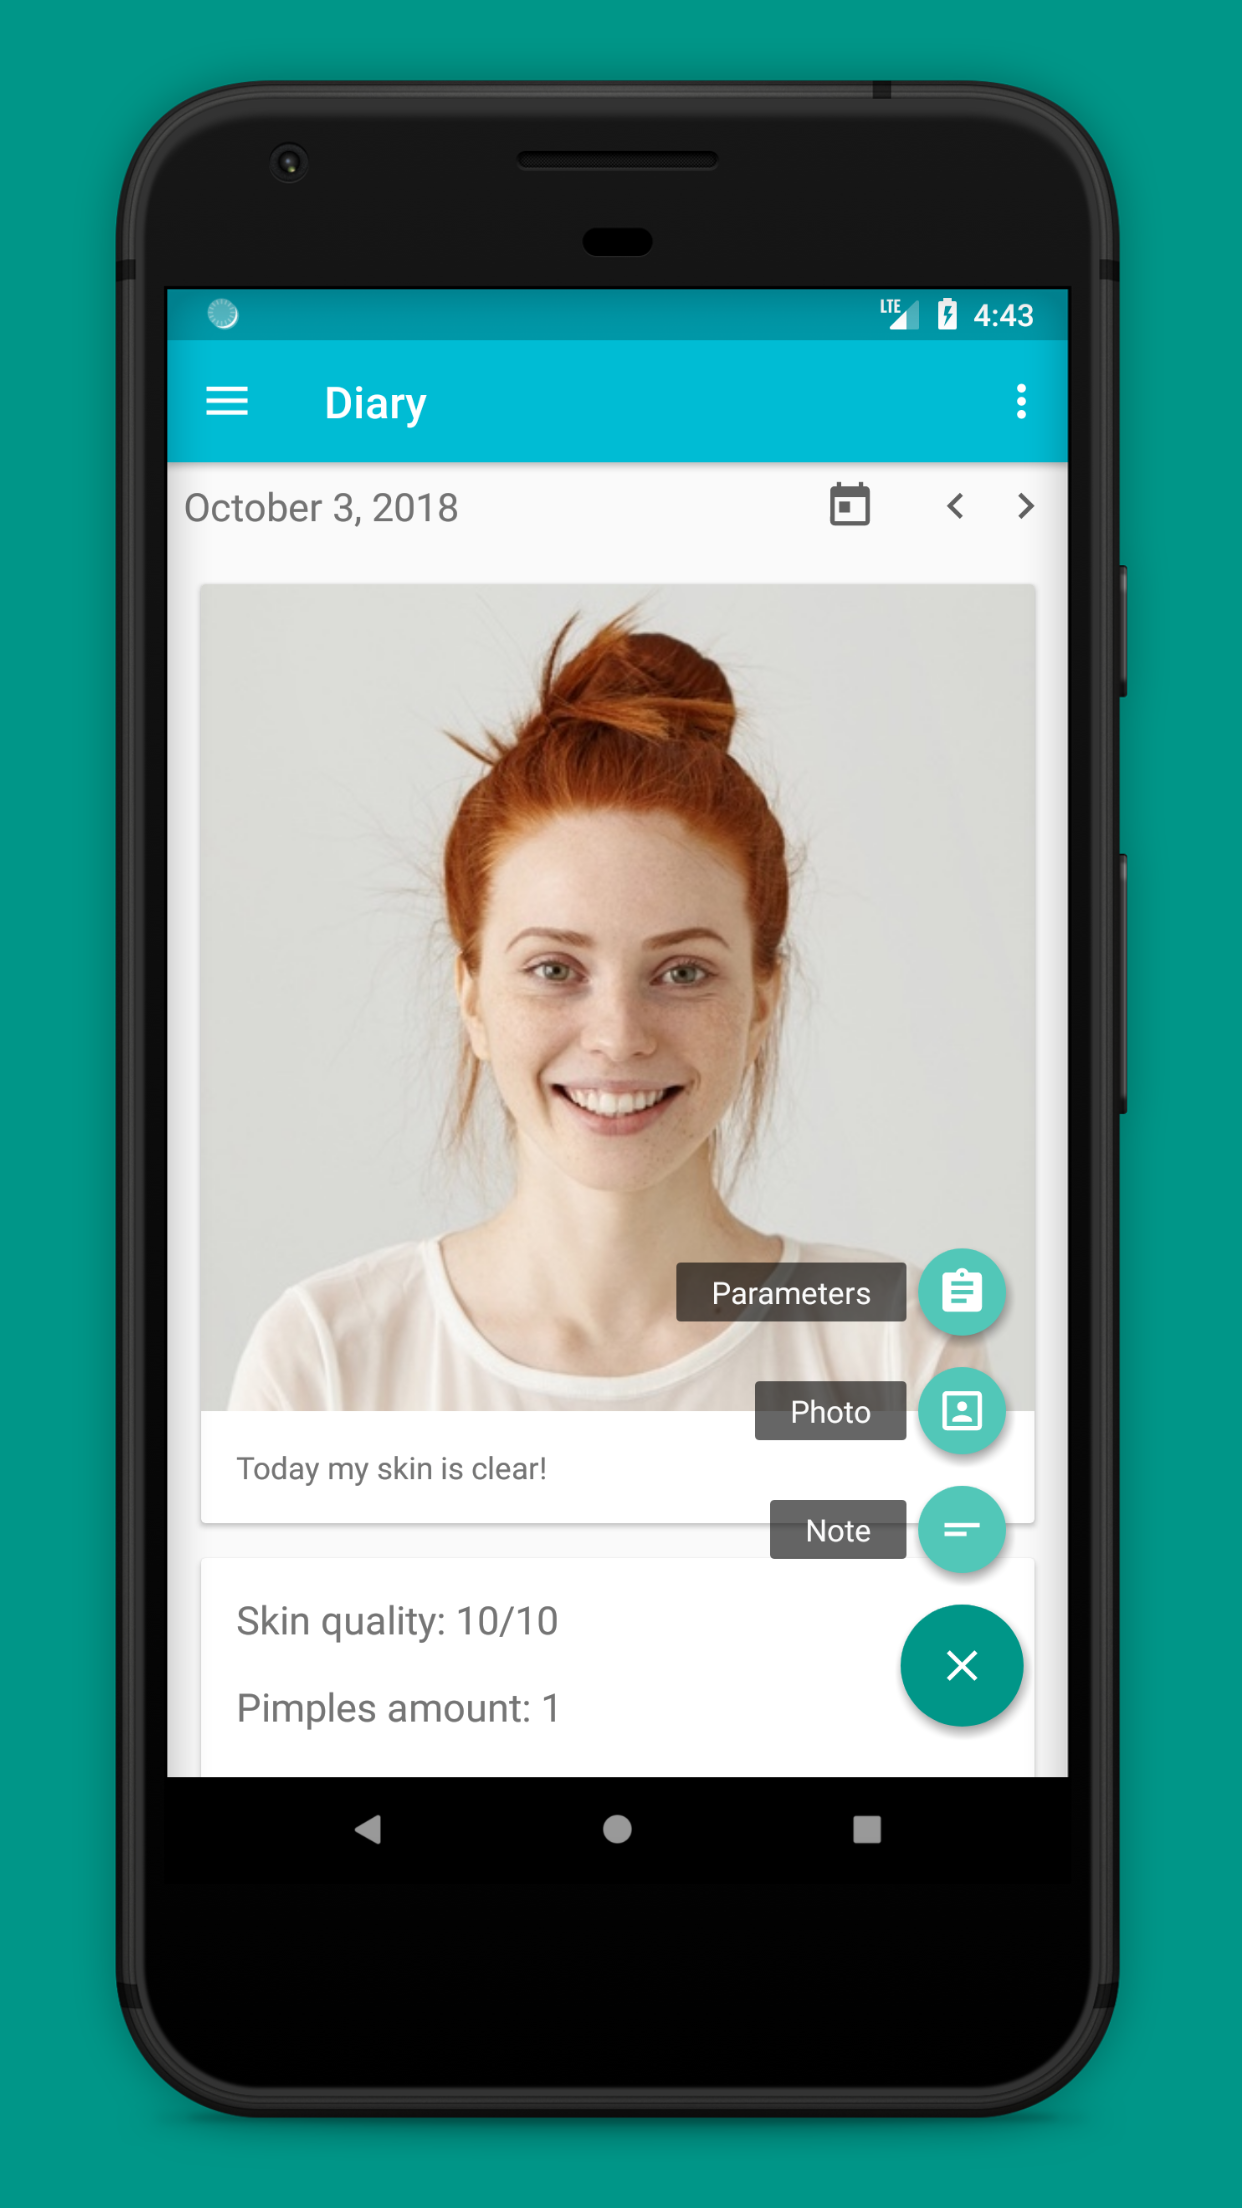 LTE 4:43
Diary
October 3, 2018
Parameters
Photo
Today my skin is clear!
Note
Skin quality: 10/10
Pimples amount: 1